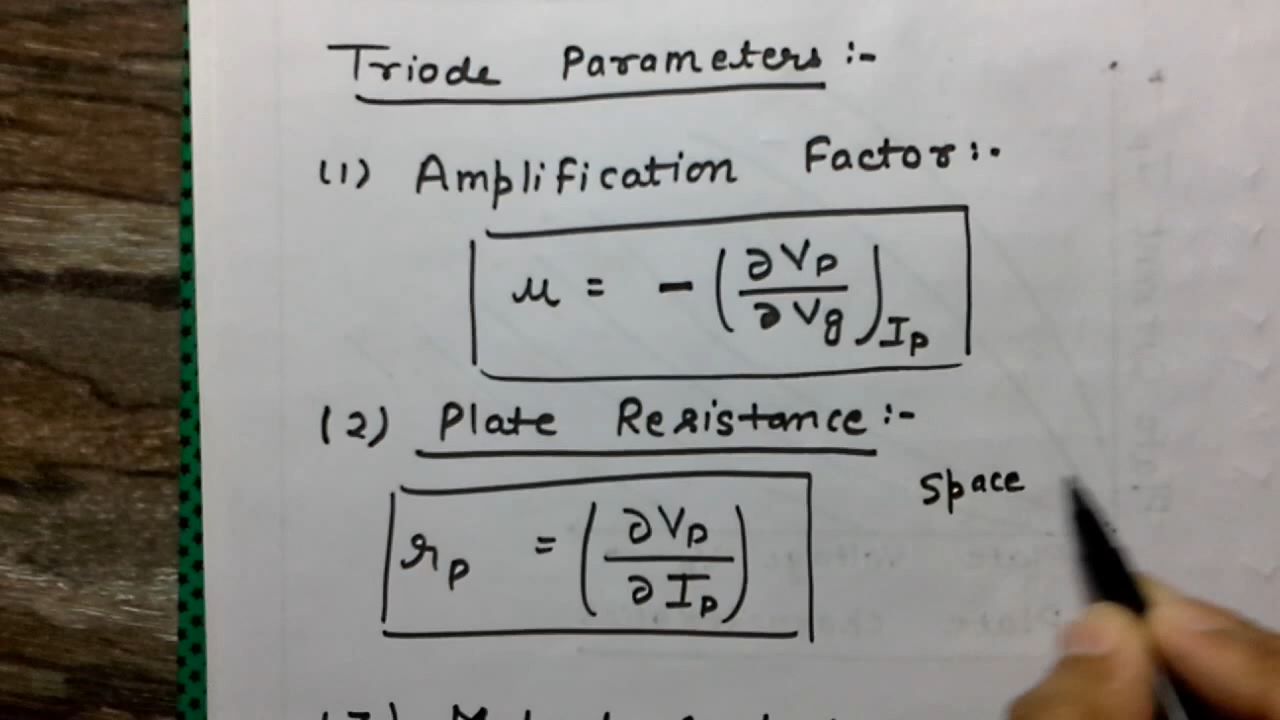 Triode Parameters :-
(1) Amplification Factor :-
μ = - (∂Vp / ∂Vg)Ip
(2) Plate Resistance :-
space
rp = (∂Vp / ∂Ip)